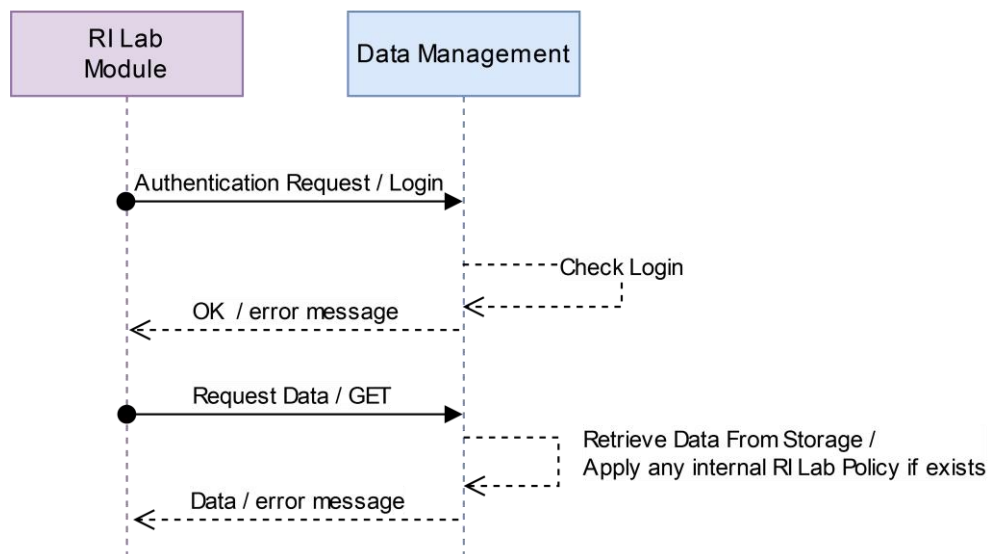 RI Lab
Module
Data Management
Authentication Request / Login
Check Login
OK / error message
Request Data / GET
Retrieve Data From Storage /
Apply any internal RI Lab Policy if exists
Data / error message